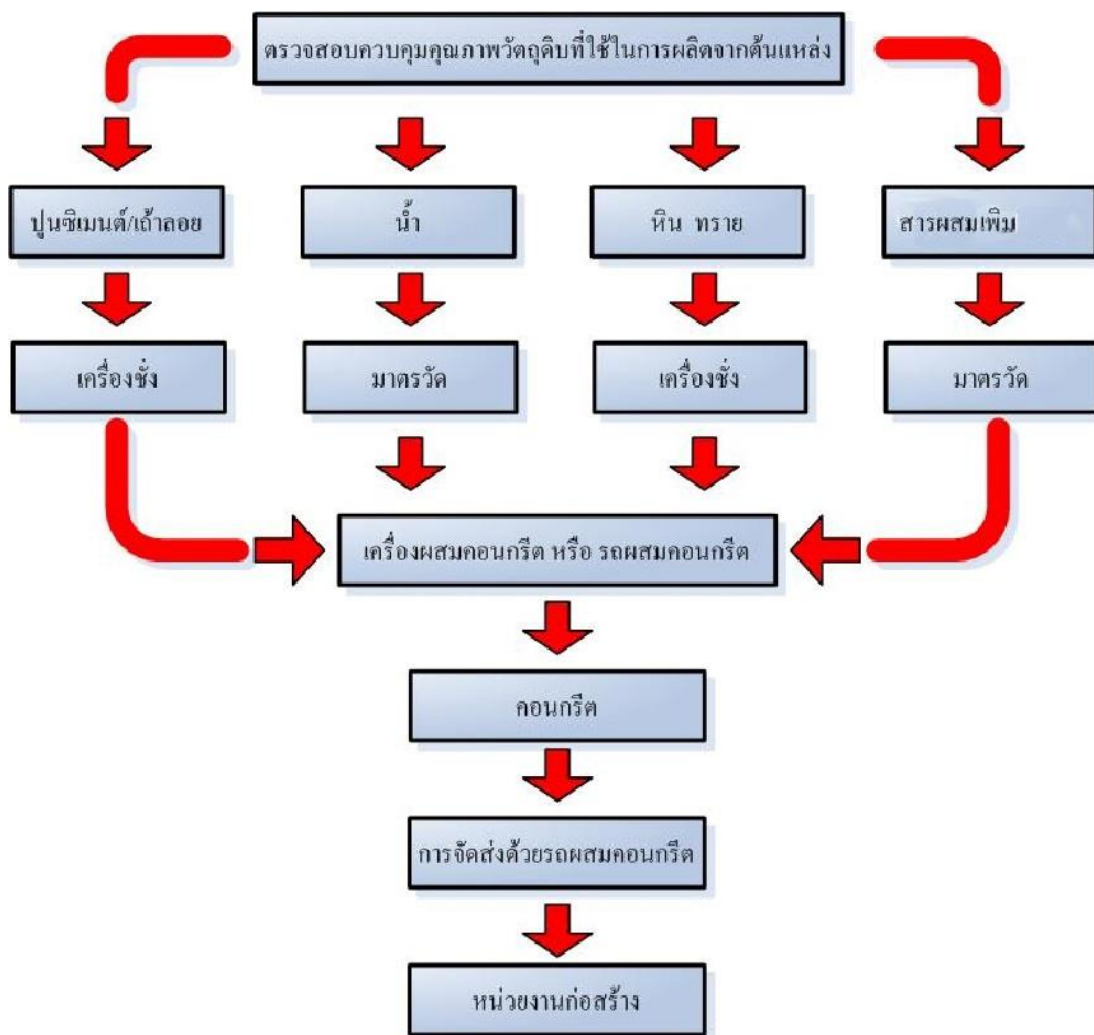 ตรวจสอบควบคุมคุณภาพวัตถุดิบที่ใช้ในการผลิตจากต้นแหล่ง
ปูนซิเมนต์/เถ้าลอย
น้ำ
หิน ทราย
สารผสมเพิ่ม
เครื่องชั่ง
มาตรวัด
เครื่องชั่ง
มาตรวัด
เครื่องผสมคอนกรีต หรือ รถผสมคอนกรีต
คอนกรีต
การจัดส่งด้วยรถผสมคอนกรีต
หน่วยงานก่อสร้าง